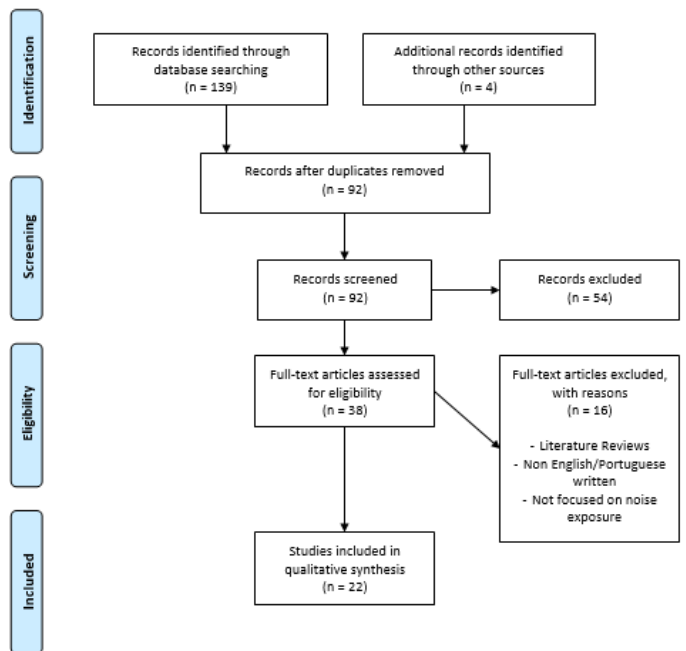 Identification
Records identified through
database searching
(n = 139)
Additional records identified
through other sources
(n = 4)
Records after duplicates removed
(n = 92)
Screening
Records screened
(n = 92)
Records excluded
(n = 54)
Eligibility
Full-text articles assessed
for eligibility
(n = 38)
Full-text articles excluded,
with reasons
(n = 16)
- Literature Reviews
- Non English/Portuguese
written
- Not focused on noise
exposure
Included
Studies included in
qualitative synthesis
(n = 22)